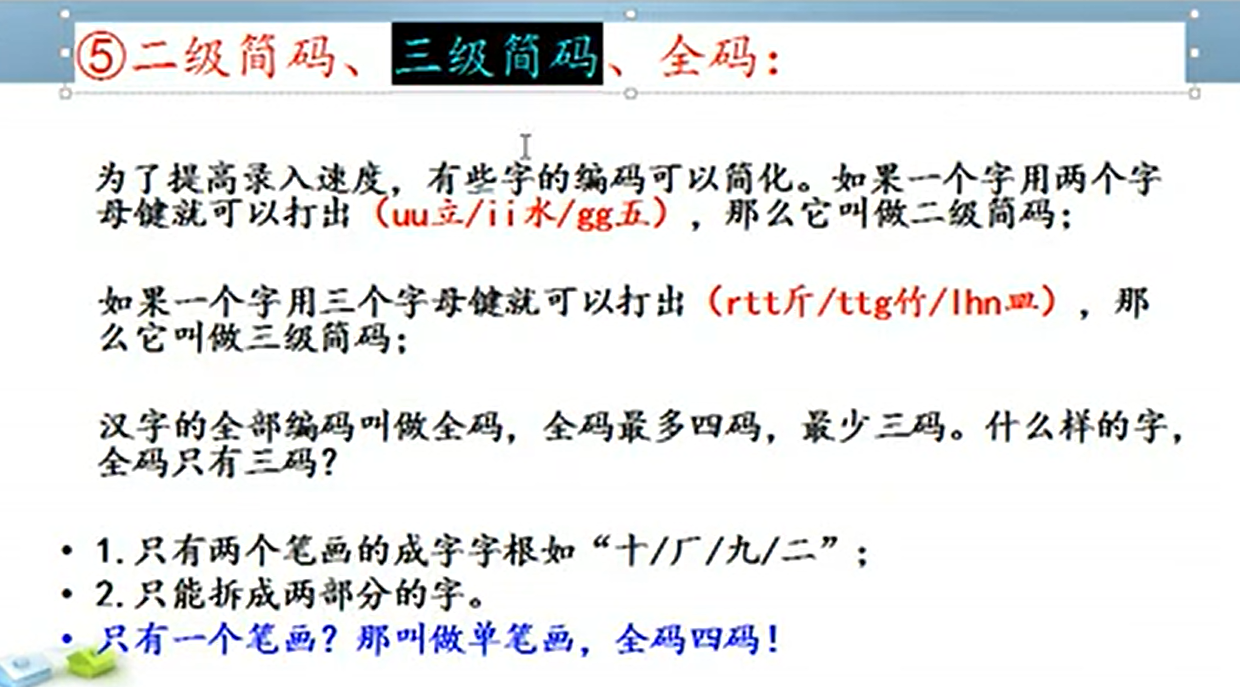 ⑤二级简码、三级简码、全码：
为了提高录入速度，有些字的编码可以简化。如果一个字用两个字
母键就可以打出（uu立/ii水/gg五），那么它叫做二级简码；
如果一个字用三个字母键就可以打出（rtt斤/ttg竹/lhn皿），那
么它叫做三级简码；
汉字的全部编码叫做全码，全码最多四码，最少三码。什么样的字，
全码只有三码？
• 1.只有两个笔画的成字字根如“十/厂/九/二”；
• 2.只能拆成两部分的字。
• 只有一个笔画？那叫做单笔画，全码四码！